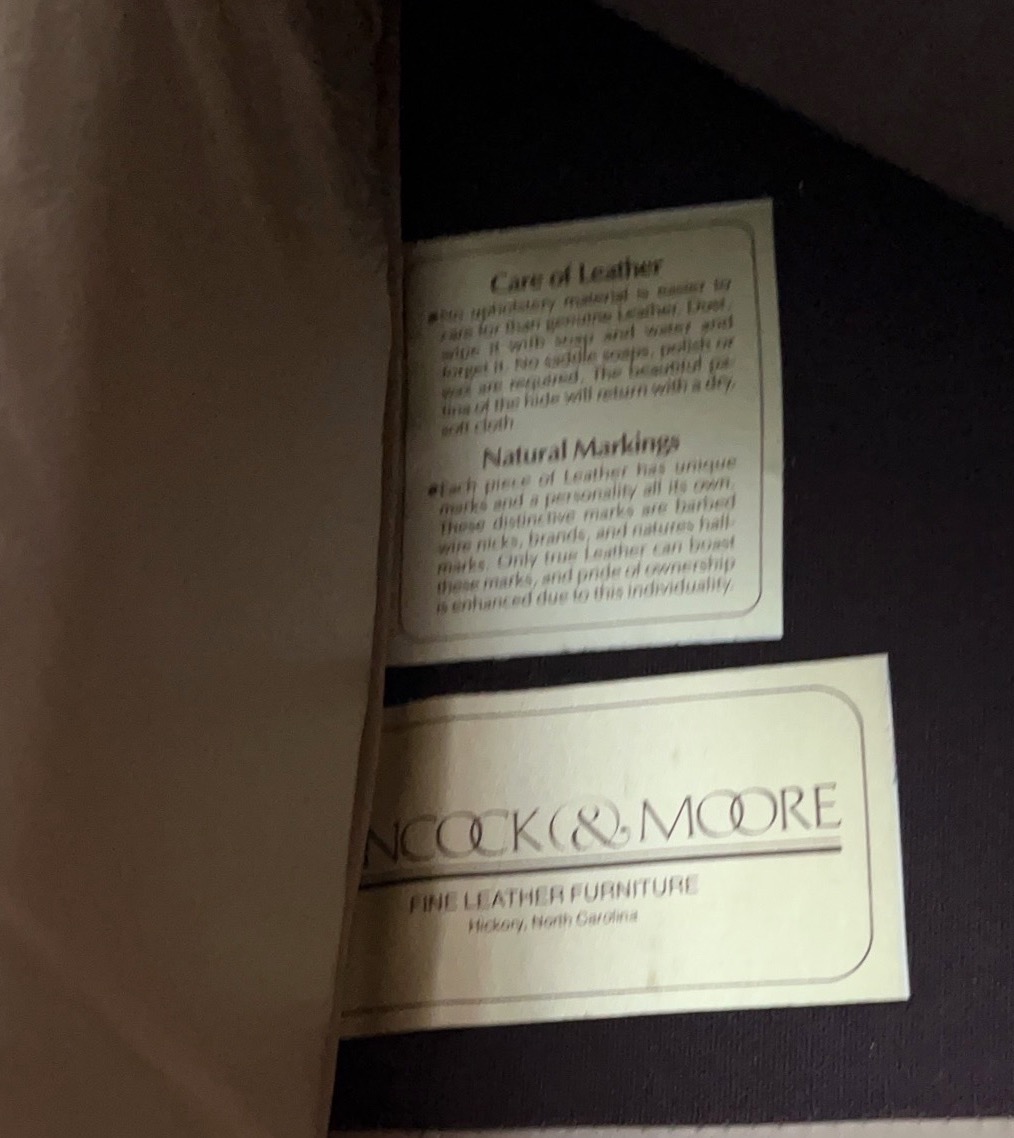 Care of Leather
•No upholstery material is easier to
care for than genuine Leather. Dust,
wipe it with soap and water and
forget it. No saddle soaps, polish or
wax are required. The beautiful pa-
tina of the hide will return with a dry,
soft cloth.
Natural Markings
•Each piece of Leather has unique
marks and a personality all its own.
These distinctive marks are barbed
wire nicks, brands, and natures hall-
marks. Only true Leather can boast
these marks, and pride of ownership
is enhanced due to this individuality.
NCOCK & MOORE
FINE LEATHER FURNITURE
Hickory, North Carolina